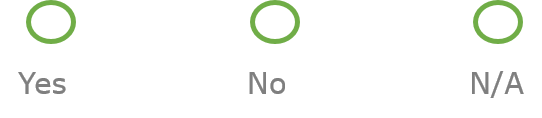 Yes No N/A